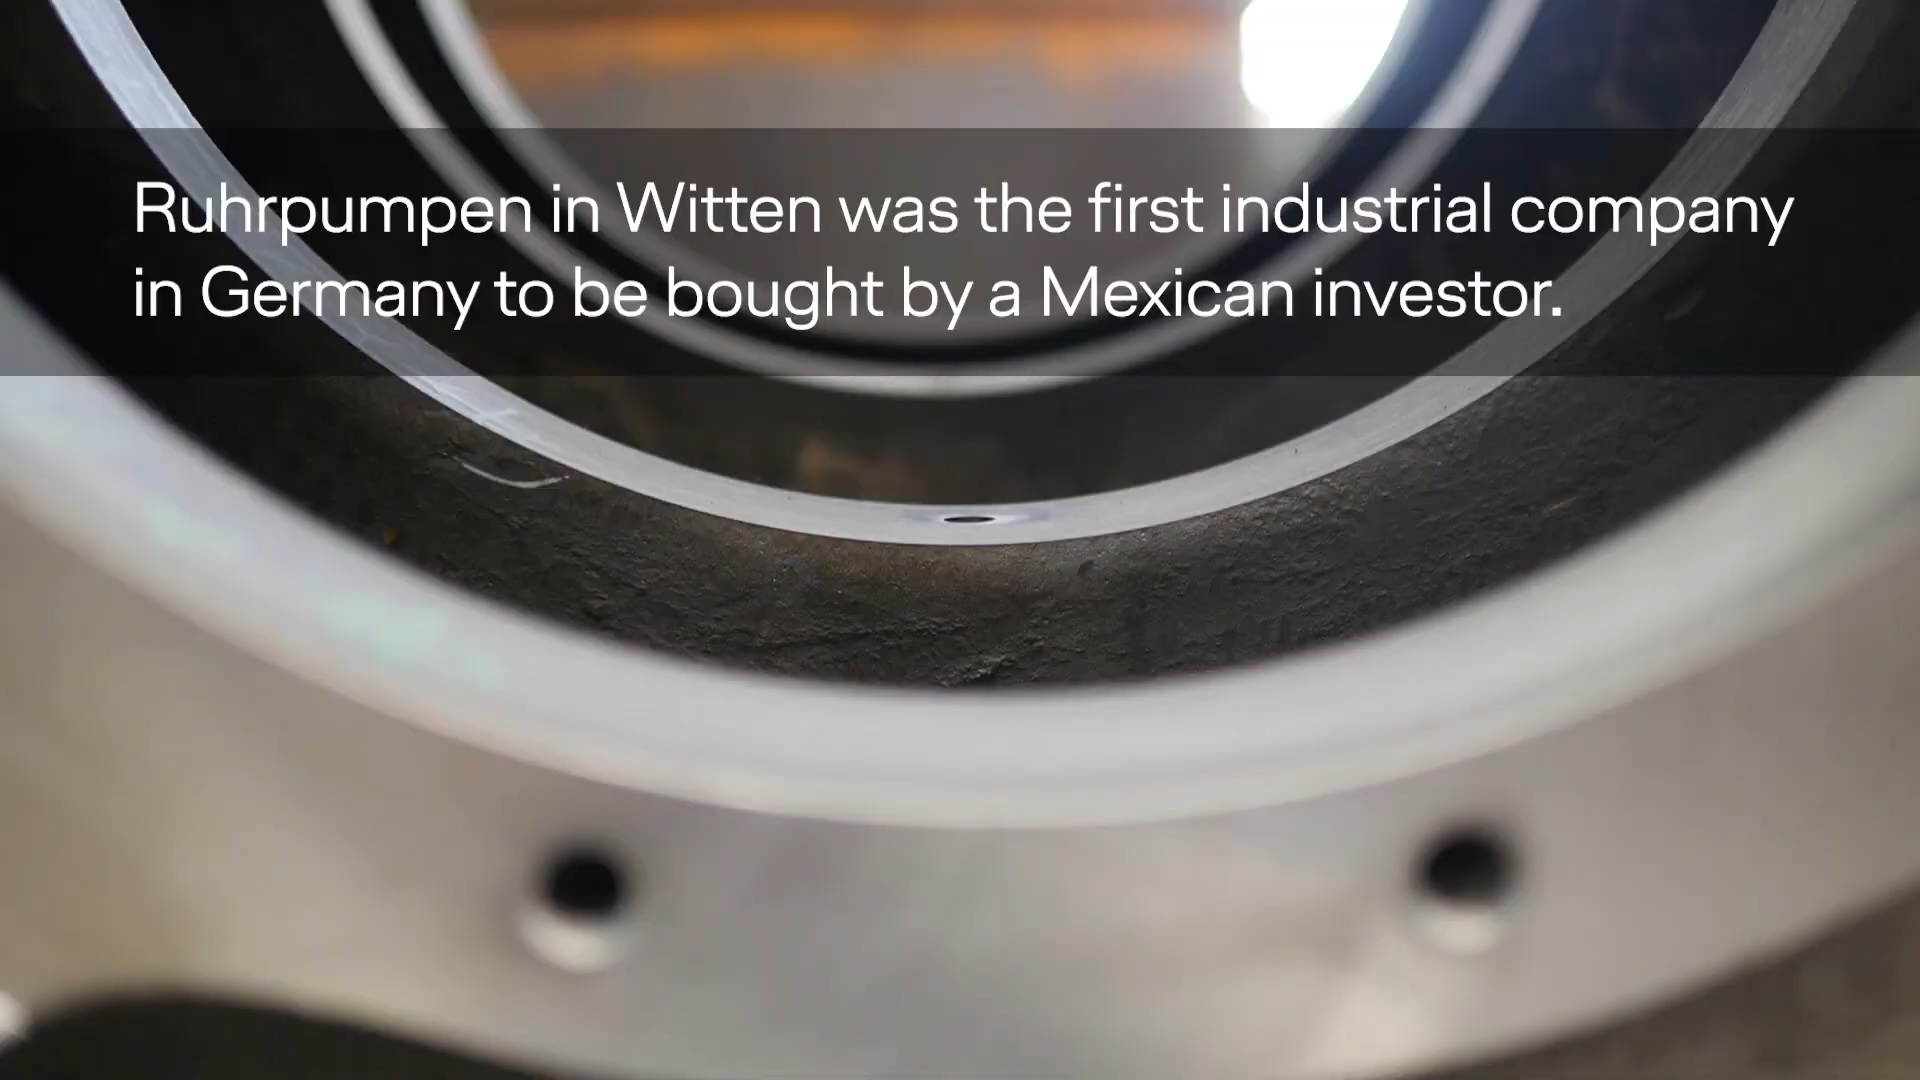 Ruhrpumpen in Witten was the first industrial company
in Germany to be bought by a Mexican investor.